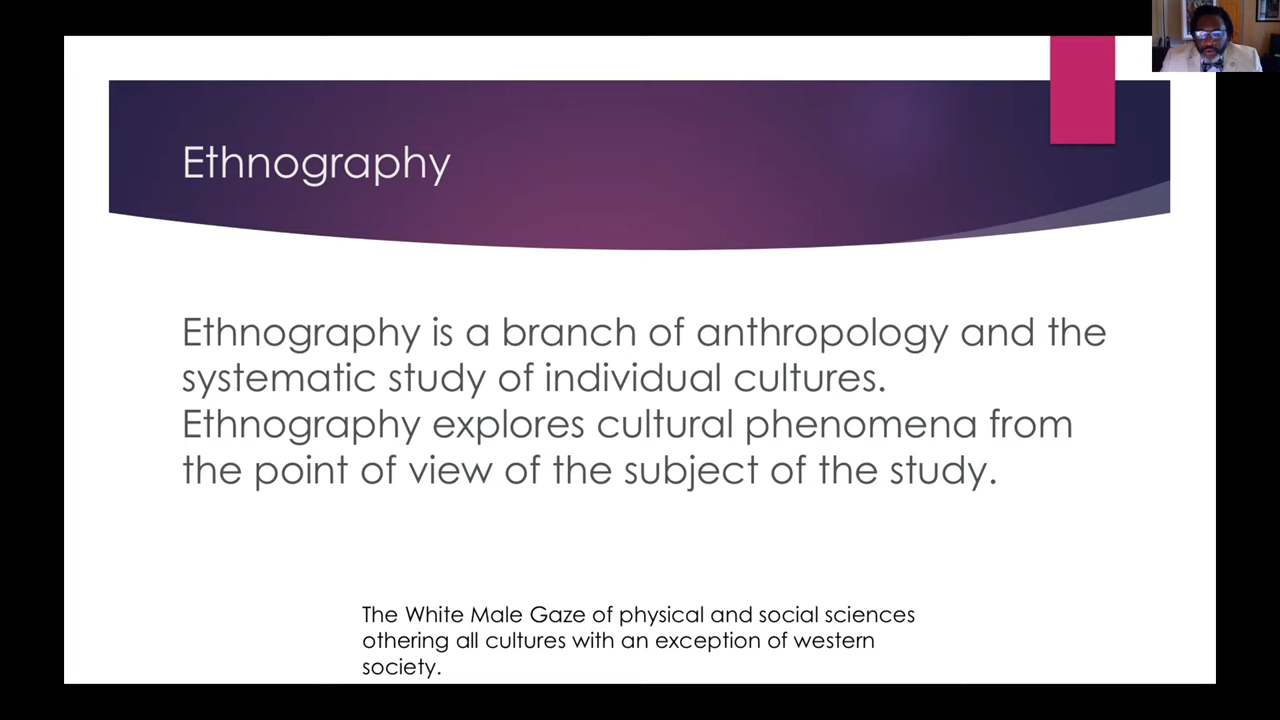 Ethnography
Ethnography is a branch of anthropology and the
systematic study of individual cultures.
Ethnography explores cultural phenomena from
the point of view of the subject of the study.
The White Male Gaze of physical and social sciences
othering all cultures with an exception of western
society.